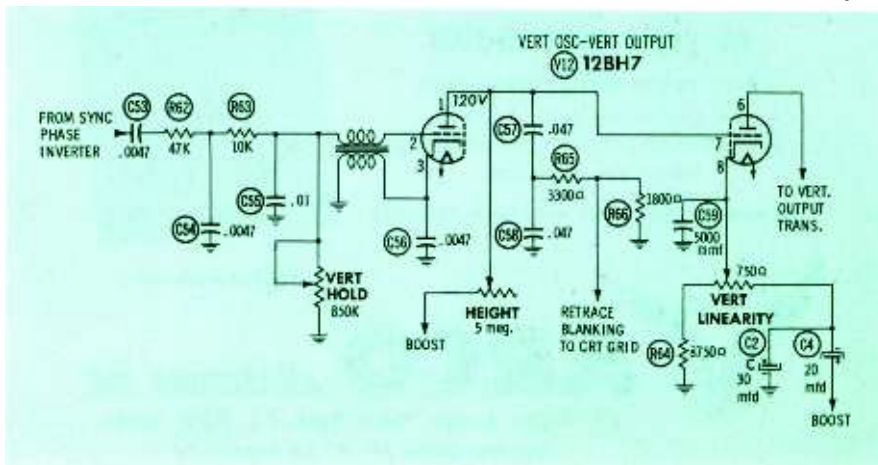 VERT OSC-VERT OUTPUT
V12 12BH7
FROM SYNC
PHASE
INVERTER
C53
.0047
R62
47K
R63
10K
C54
.0047
C55
.01
VERT
HOLD
850K
1
120V
2
3
C56
.0047
BOOST
HEIGHT
5 meg.
C57
.047
R65
3300Ω
C58
.047
RETRACE
BLANKING
TO CRT GRID
R66
1800Ω
6
7
8
C59
5000
mmf
TO VERT.
OUTPUT
TRANS.
750Ω
VERT
LINEARITY
R64
8750Ω
C2
C
30
mfd
C4
20
mfd
BOOST